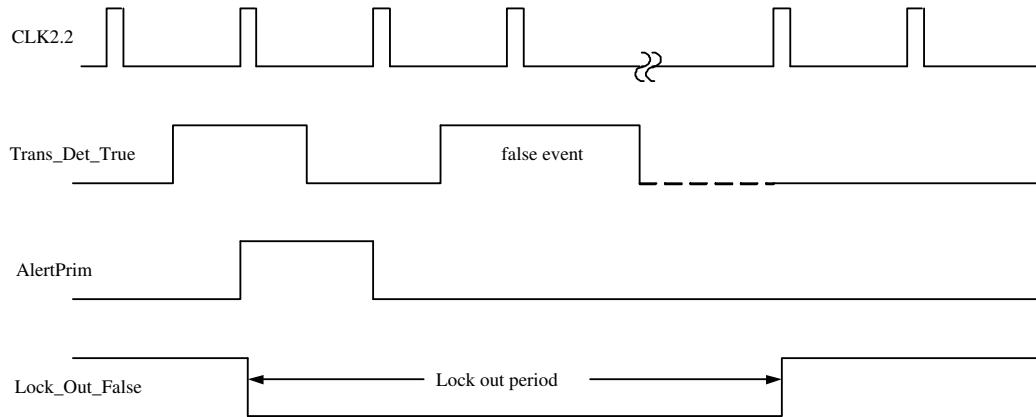 CLK2.2
Trans_Det_True
false event
AlertPrim
Lock_Out_False
Lock out period